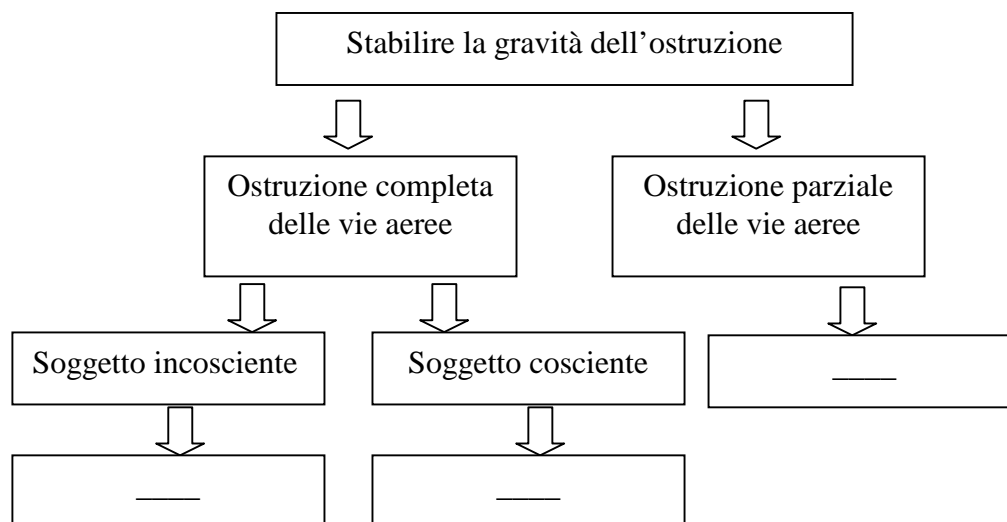 Stabilire la gravità dell’ostruzione
Ostruzione completa
delle vie aeree
Ostruzione parziale
delle vie aeree
Soggetto incosciente
Soggetto cosciente
____
____
____